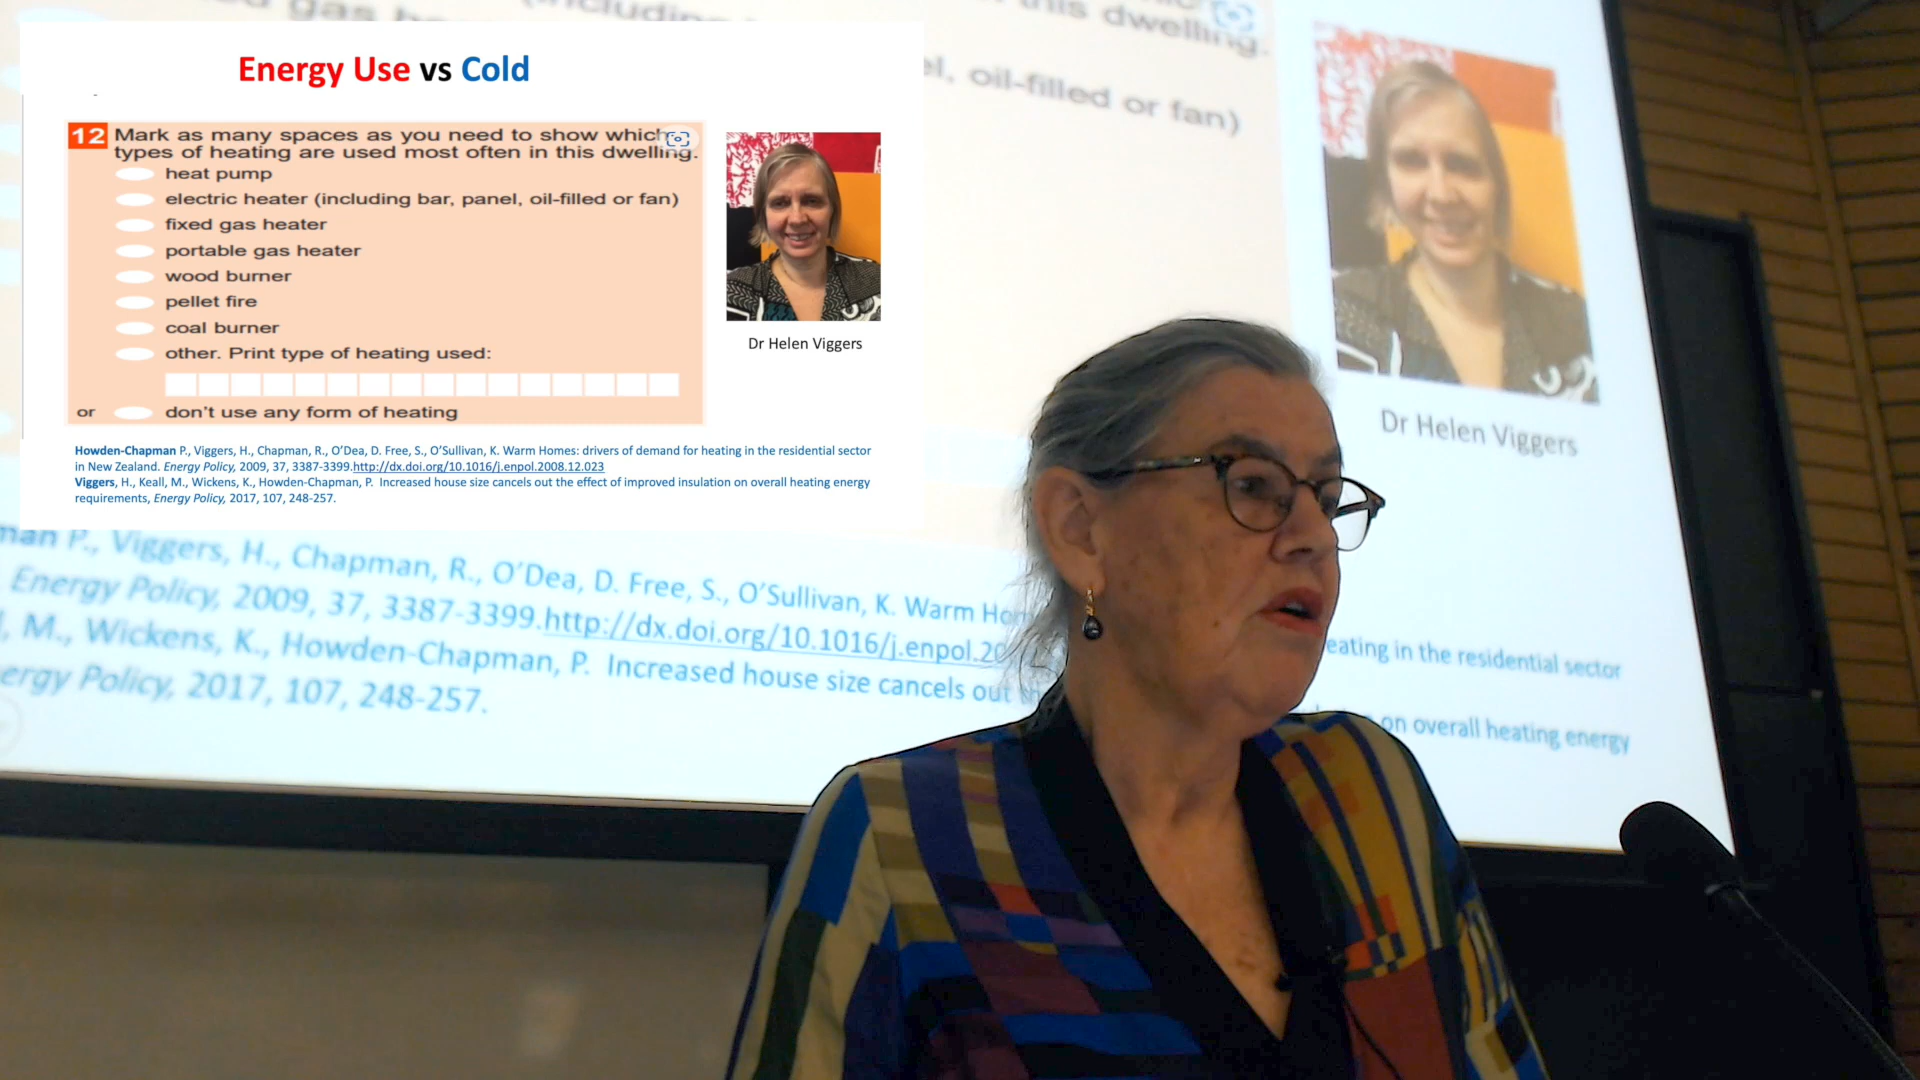 Energy Use vs Cold
12 Mark as many spaces as you need to show which
types of heating are used most often in this dwelling.
heat pump
electric heater (including bar, panel, oil-filled or fan)
fixed gas heater
portable gas heater
wood burner
pellet fire
coal burner
other. Print type of heating used:
or don't use any form of heating
Dr Helen Viggers
Howden-Chapman P., Viggers, H., Chapman, R., O'Dea, D. Free, S., O'Sullivan, K. Warm Homes: drivers of demand for heating in the residential sector
in New Zealand. Energy Policy, 2009, 37, 3387-3399.http://dx.doi.org/10.1016/j.enpol.2008.12.023
Viggers, H., Keall, M., Wickens, K., Howden-Chapman, P. Increased house size cancels out the effect of improved insulation on overall heating energy
requirements, Energy Policy, 2017, 107, 248-257.
this dwelling.
oil-filled or fan)
Dr Helen Viggers
P., Viggers, H., Chapman, R., O'Dea, D. Free, S., O'Sullivan, K. Warm
eating in the residential sector
Energy Policy, 2009, 37, 3387-3399.http://dx.doi.org/10.1016/j.enpol.20
M., Wickens, K., Howden-Chapman, P. Increased house size cancels out
on overall heating energy
ergy Policy, 2017, 107, 248-257.